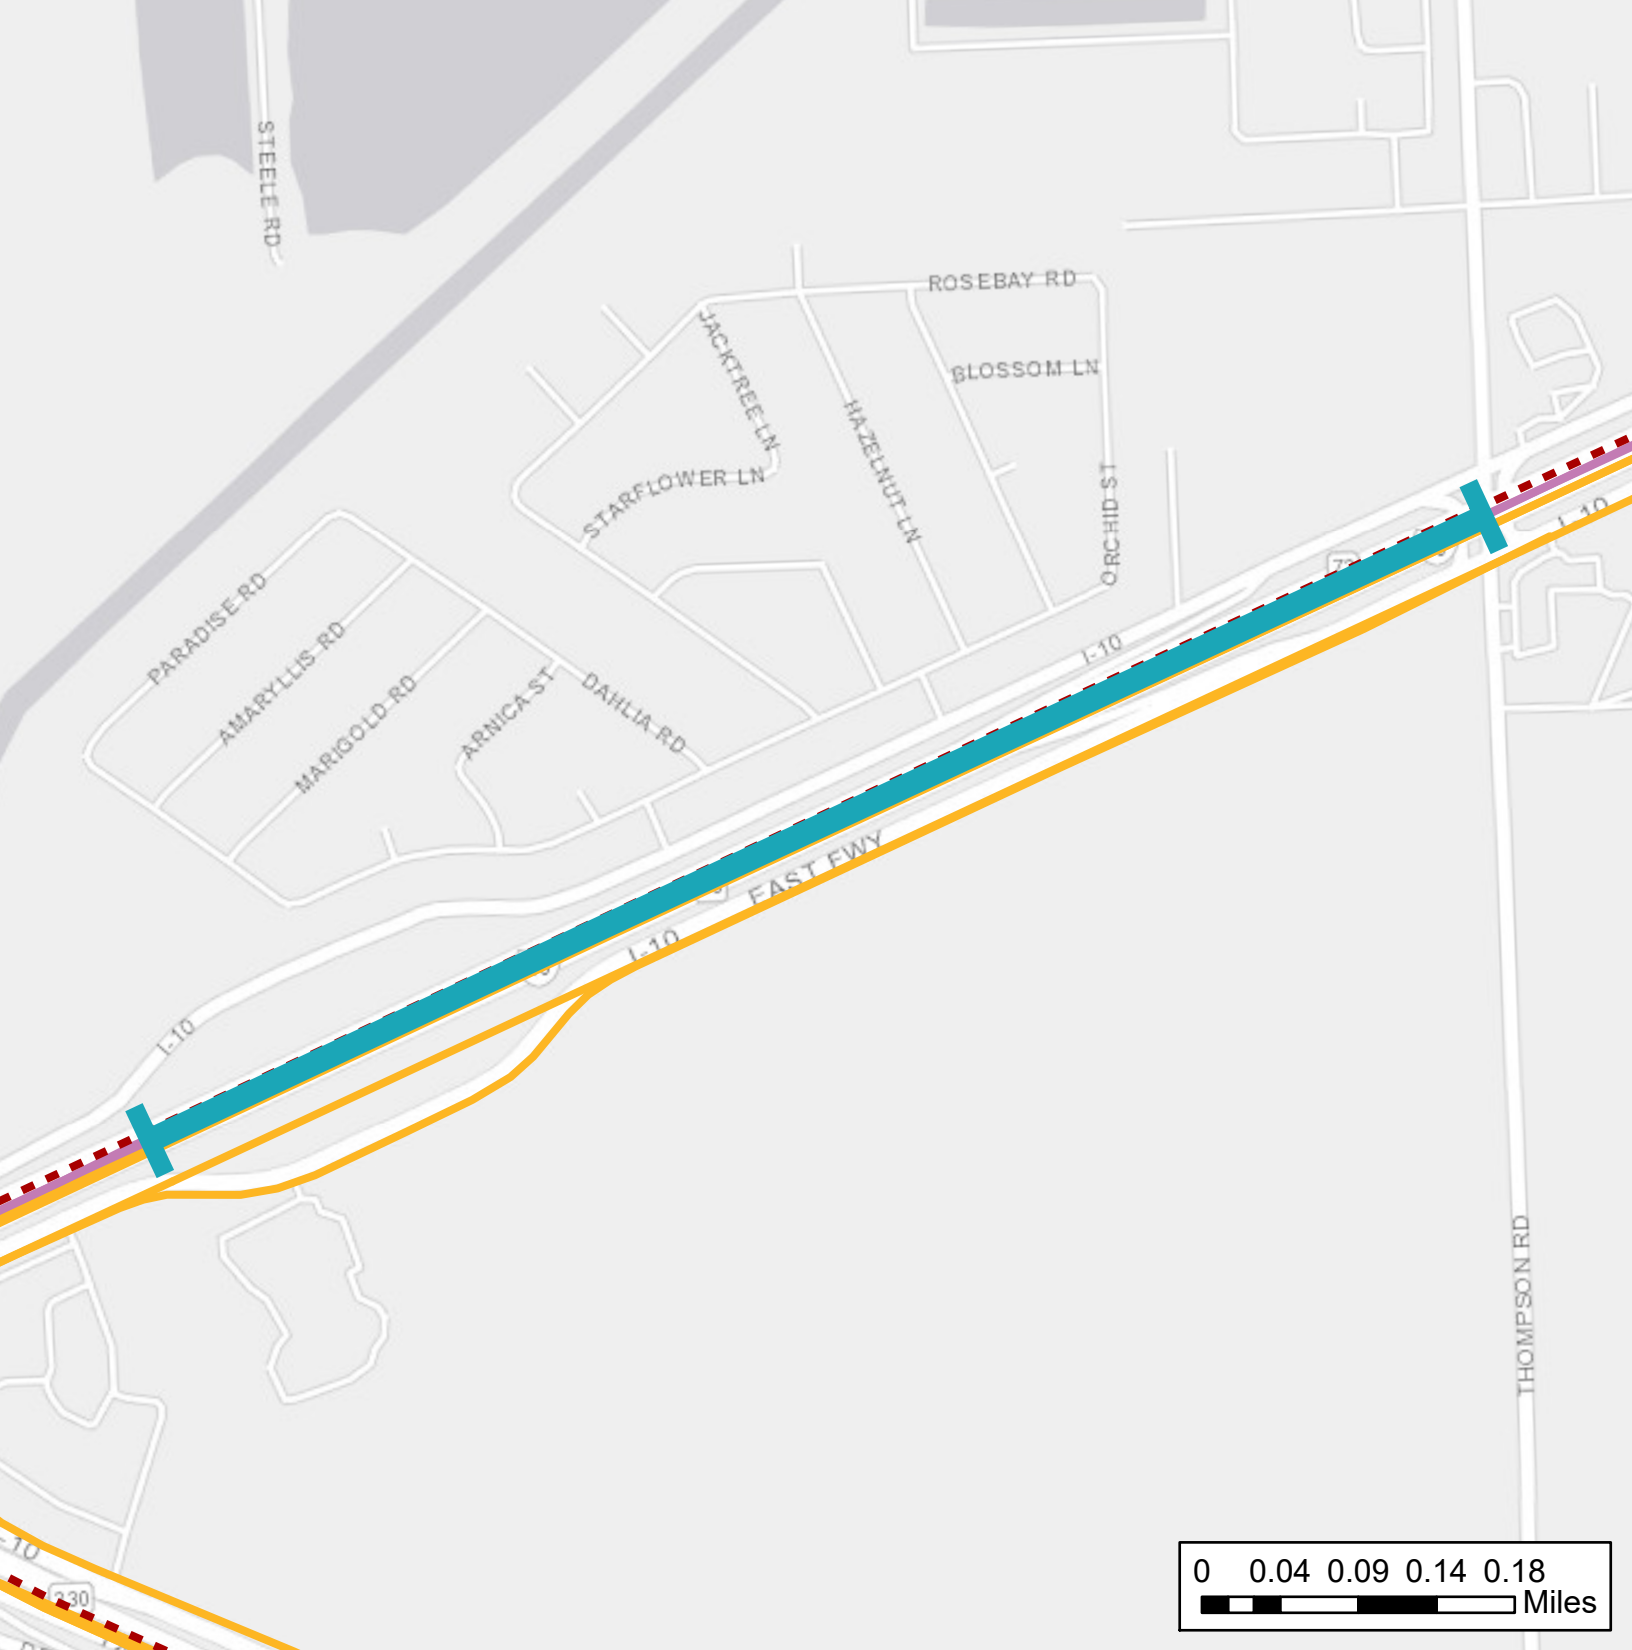 STEELE RD
ROSEBAY RD
JACKTREE LN
BLOSSOM LN
HAZELNUT LN
STARFLOWER LN
ORCHID ST
I-10
PARADISE RD
AMARYLLIS RD
I-10
MARIGOLD RD
ARNICA ST
DAHLIA RD
EAST FWY
I-10
I-10
THOMPSON RD
330
0 0.04 0.09 0.14 0.18
Miles